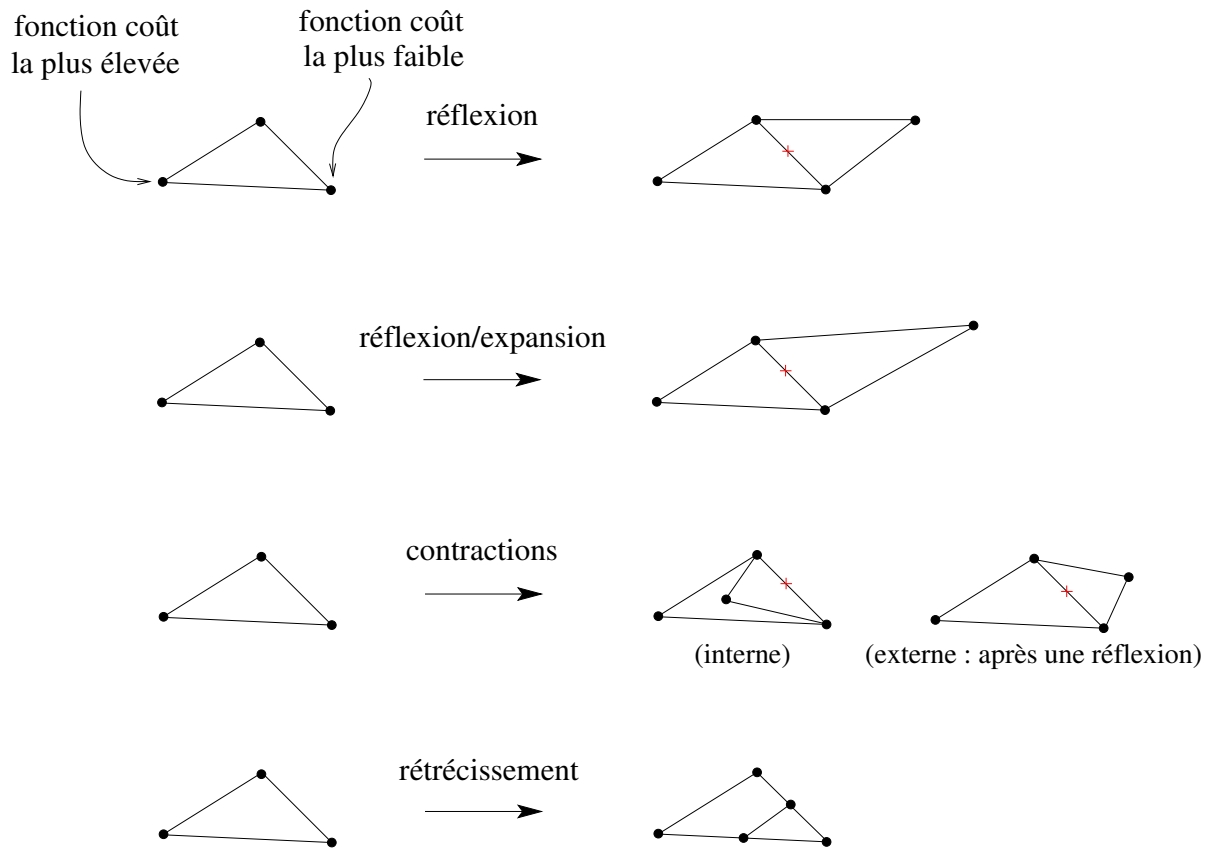 fonction coût
la plus élevée
fonction coût
la plus faible
réflexion
réflexion/expansion
contractions
(interne)
(externe : après une réflexion)
rétrécissement